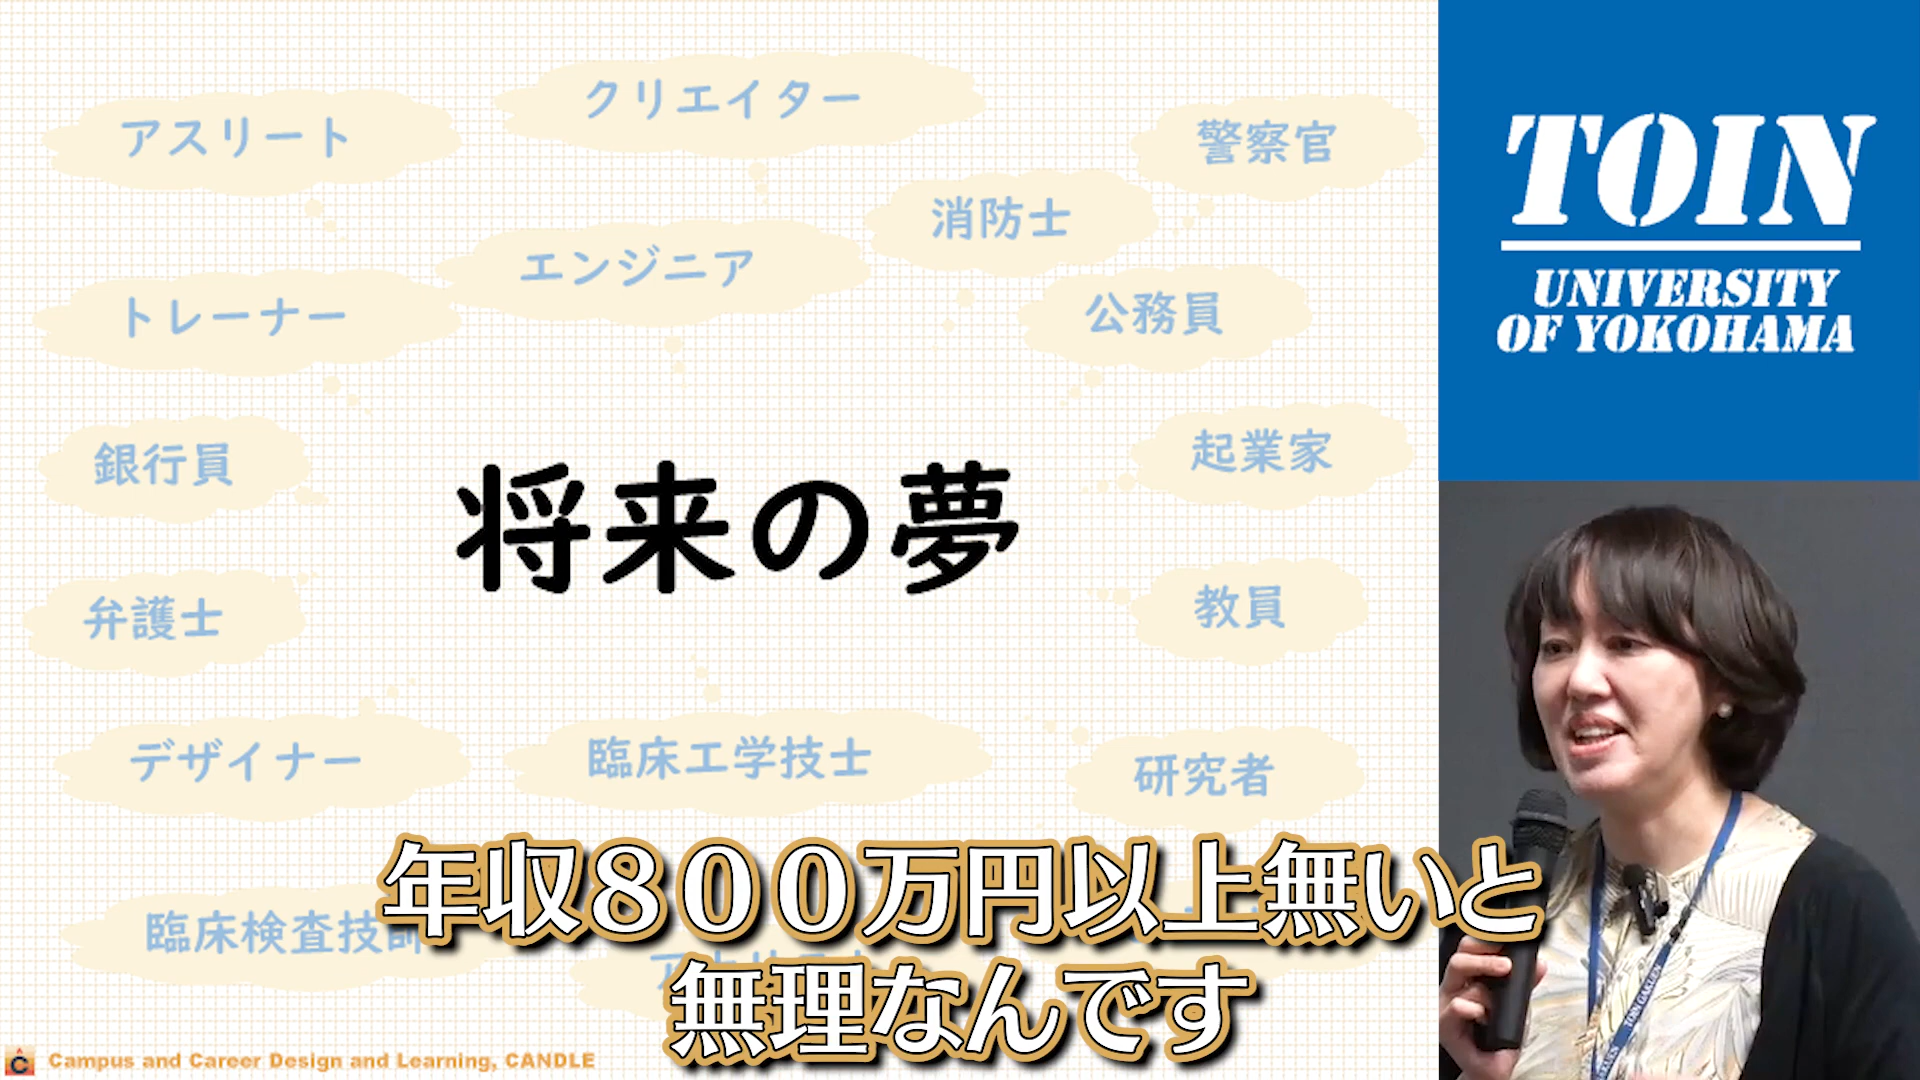 クリエイター
アスリート
警察官
消防士
エンジニア
トレーナー
公務員
銀行員
起業家
将来の夢
弁護士
教員
デザイナー
臨床工学技士
研究者
臨床検査技師
年収８００万円以上無いと
無理なんです
Campus and Career Design and Learning, CANDLE
TOIN
UNIVERSITY
OF YOKOHAMA
TOIN GAKUEN